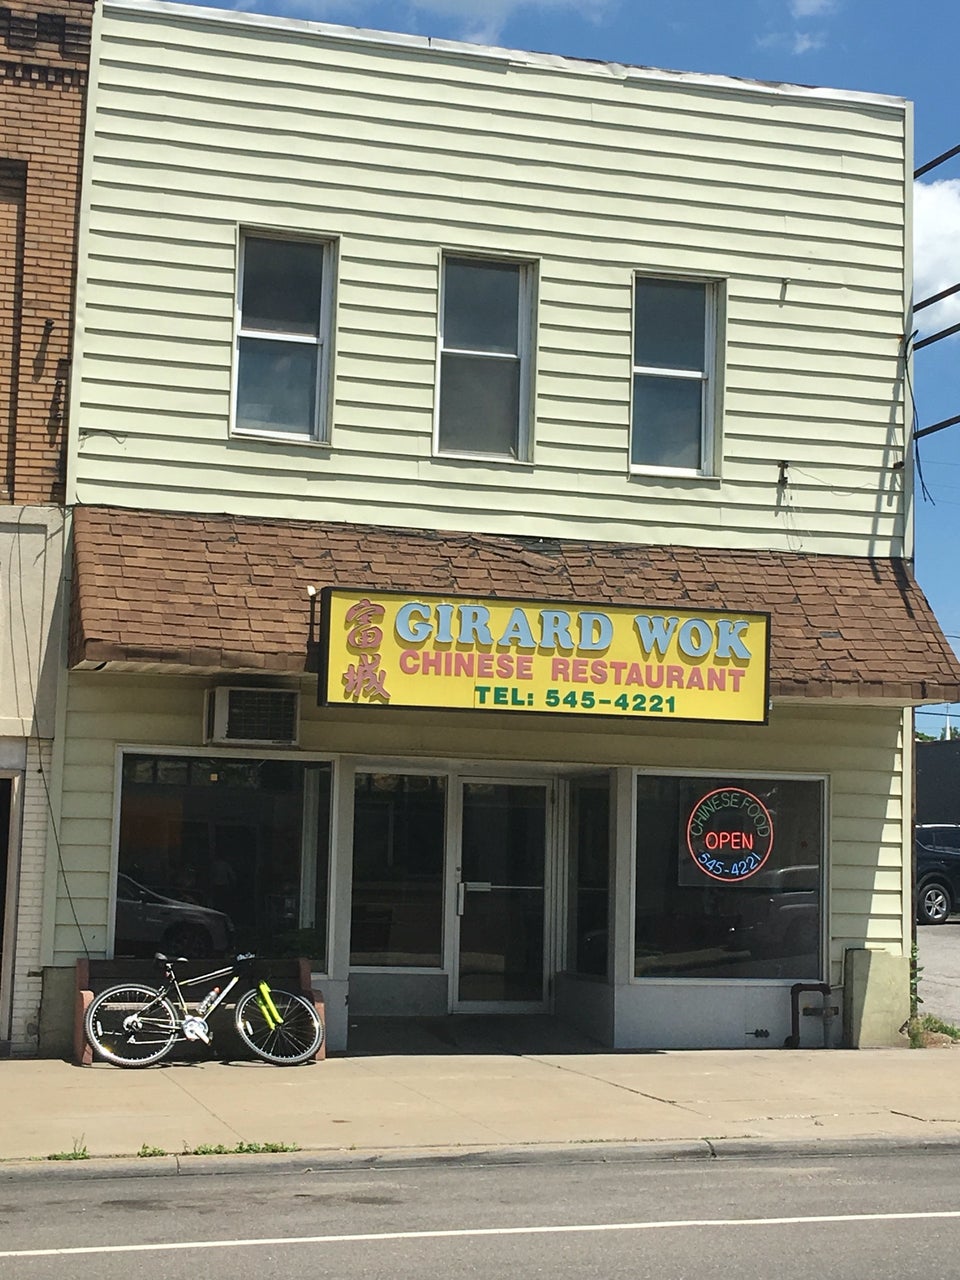 富城
GIRARD WOK
CHINESE RESTAURANT
TEL: 545-4221
CHINESE FOOD
OPEN
545-4221